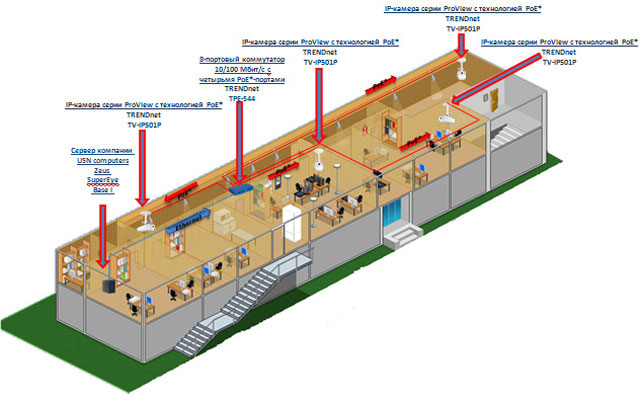 IP-камера серии ProView с технологией PoE*
TRENDnet
TV-IP501P
IP-камера серии ProView с технологией PoE*
TRENDnet
TV-IP501P
IP-камера серии ProView с технологией PoE*
TRENDnet
TV-IP501P
8-портовый коммутатор
10/100 Мбит/с с
четырьмя PoE*-портами
TRENDnet
TPE-S44
IP-камера серии ProView с технологией PoE*
TRENDnet
TV-IP501P
Сервер компании
USN computers
Zeus
SuperEye
Base I
PoE*
PoE*
PoE*
PoE*
Ethernet